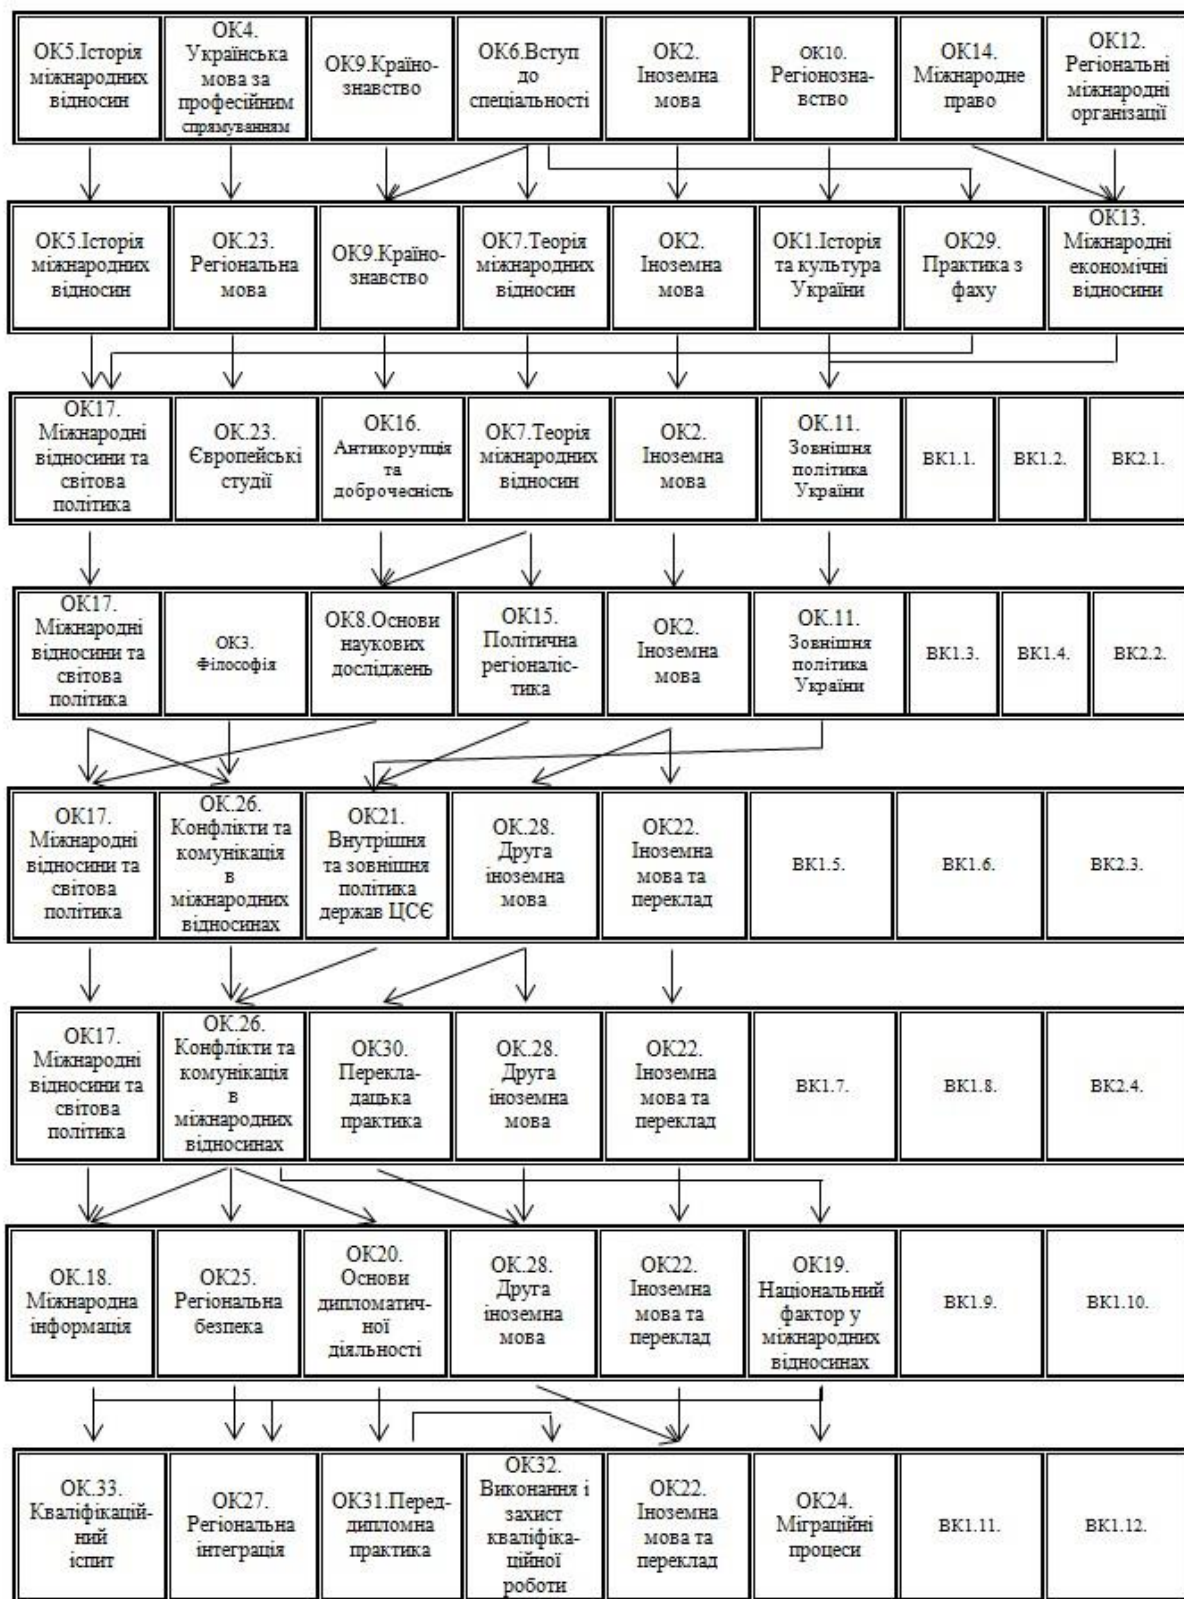 ОК5.Історія
міжнародних
відносин
ОК4.
Українська
мова за
професійним
спрямуванням
ОК9.Країно-
знавство
ОК6.Вступ
до
спеціальності
ОК2.
Іноземна
мова
ОК10.
Регіонозна-
вство
ОК14.
Міжнародне
право
ОК12.
Регіональні
міжнародні
організації
ОК5.Історія
міжнародних
відносин
ОК.23.
Регіональна
мова
ОК9.Країно-
знавство
ОК7.Теорія
міжнародних
відносин
ОК2.
Іноземна
мова
ОК1.Історія
та культура
України
ОК29.
Практика з
фаху
ОК13.
Міжнародні
економічні
відносини
ОК17.
Міжнародні
відносини та
світова
політика
ОК.23.
Європейські
студії
ОК16.
Антикорупція
та
доброчесність
ОК7.Теорія
міжнародних
відносин
ОК2.
Іноземна
мова
ОК.11.
Зовнішня
політика
України
ВК1.1.
ВК1.2.
ВК2.1.
ОК17.
Міжнародні
відносини та
світова
політика
ОК3.
Філософія
ОК8.Основи
наукових
досліджень
ОК15.
Політична
регіоналіс-
тика
ОК2.
Іноземна
мова
ОК.11.
Зовнішня
політика
України
ВК1.3.
ВК1.4.
ВК2.2.
ОК17.
Міжнародні
відносини та
світова
політика
ОК.26.
Конфлікти та
комунікація
в
міжнародних
відносинах
ОК21.
Внутрішня
та зовнішня
політика
держав ЦСЄ
ОК.28.
Друга
іноземна
мова
ОК22.
Іноземна
мова та
переклад
ВК1.5.
ВК1.6.
ВК2.3.
ОК17.
Міжнародні
відносини та
світова
політика
ОК.26.
Конфлікти та
комунікація
в
міжнародних
відносинах
ОК30.
Перекла-
дацька
практика
ОК.28.
Друга
іноземна
мова
ОК22.
Іноземна
мова та
переклад
ВК1.7.
ВК1.8.
ВК2.4.
ОК.18.
Міжнародна
інформація
ОК25.
Регіональна
безпека
ОК20.
Основи
дипломатич-
ної
діяльності
ОК.28.
Друга
іноземна
мова
ОК22.
Іноземна
мова та
переклад
ОК19.
Національний
фактор у
міжнародних
відносинах
ВК1.9.
ВК1.10.
ОК.33.
Кваліфікацій-
ний
іспит
ОК27.
Регіональна
інтеграція
ОК31.Перед-
дипломна
практика
ОК32.
Виконання і
захист
кваліфіка-
ційної
роботи
ОК22.
Іноземна
мова та
переклад
ОК24.
Міграційні
процеси
ВК1.11.
ВК1.12.